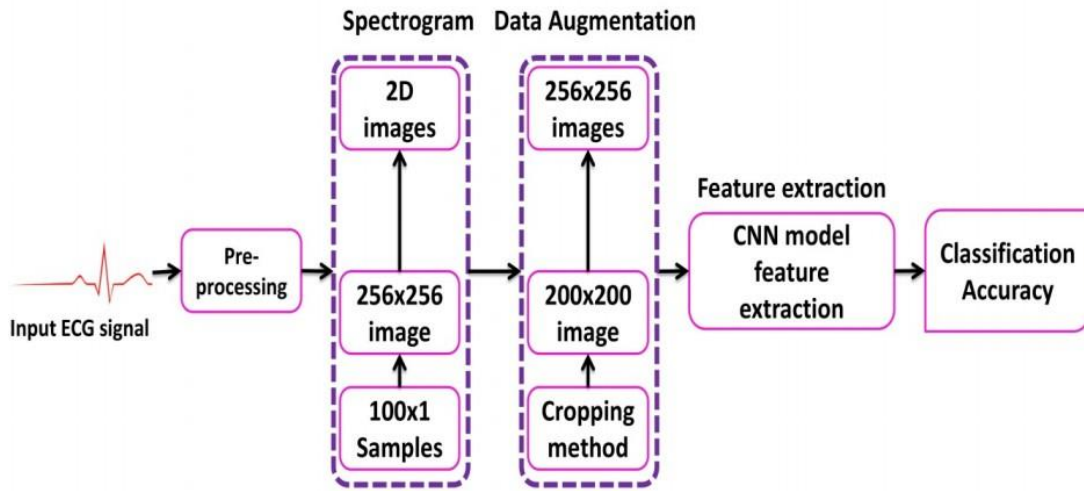 Spectrogram
Data Augmentation
2D
images
256x256
images
256x256
image
200x200
image
100x1
Samples
Cropping
method
Input ECG signal
Pre-
processing
Feature extraction
CNN model
feature
extraction
Classification
Accuracy